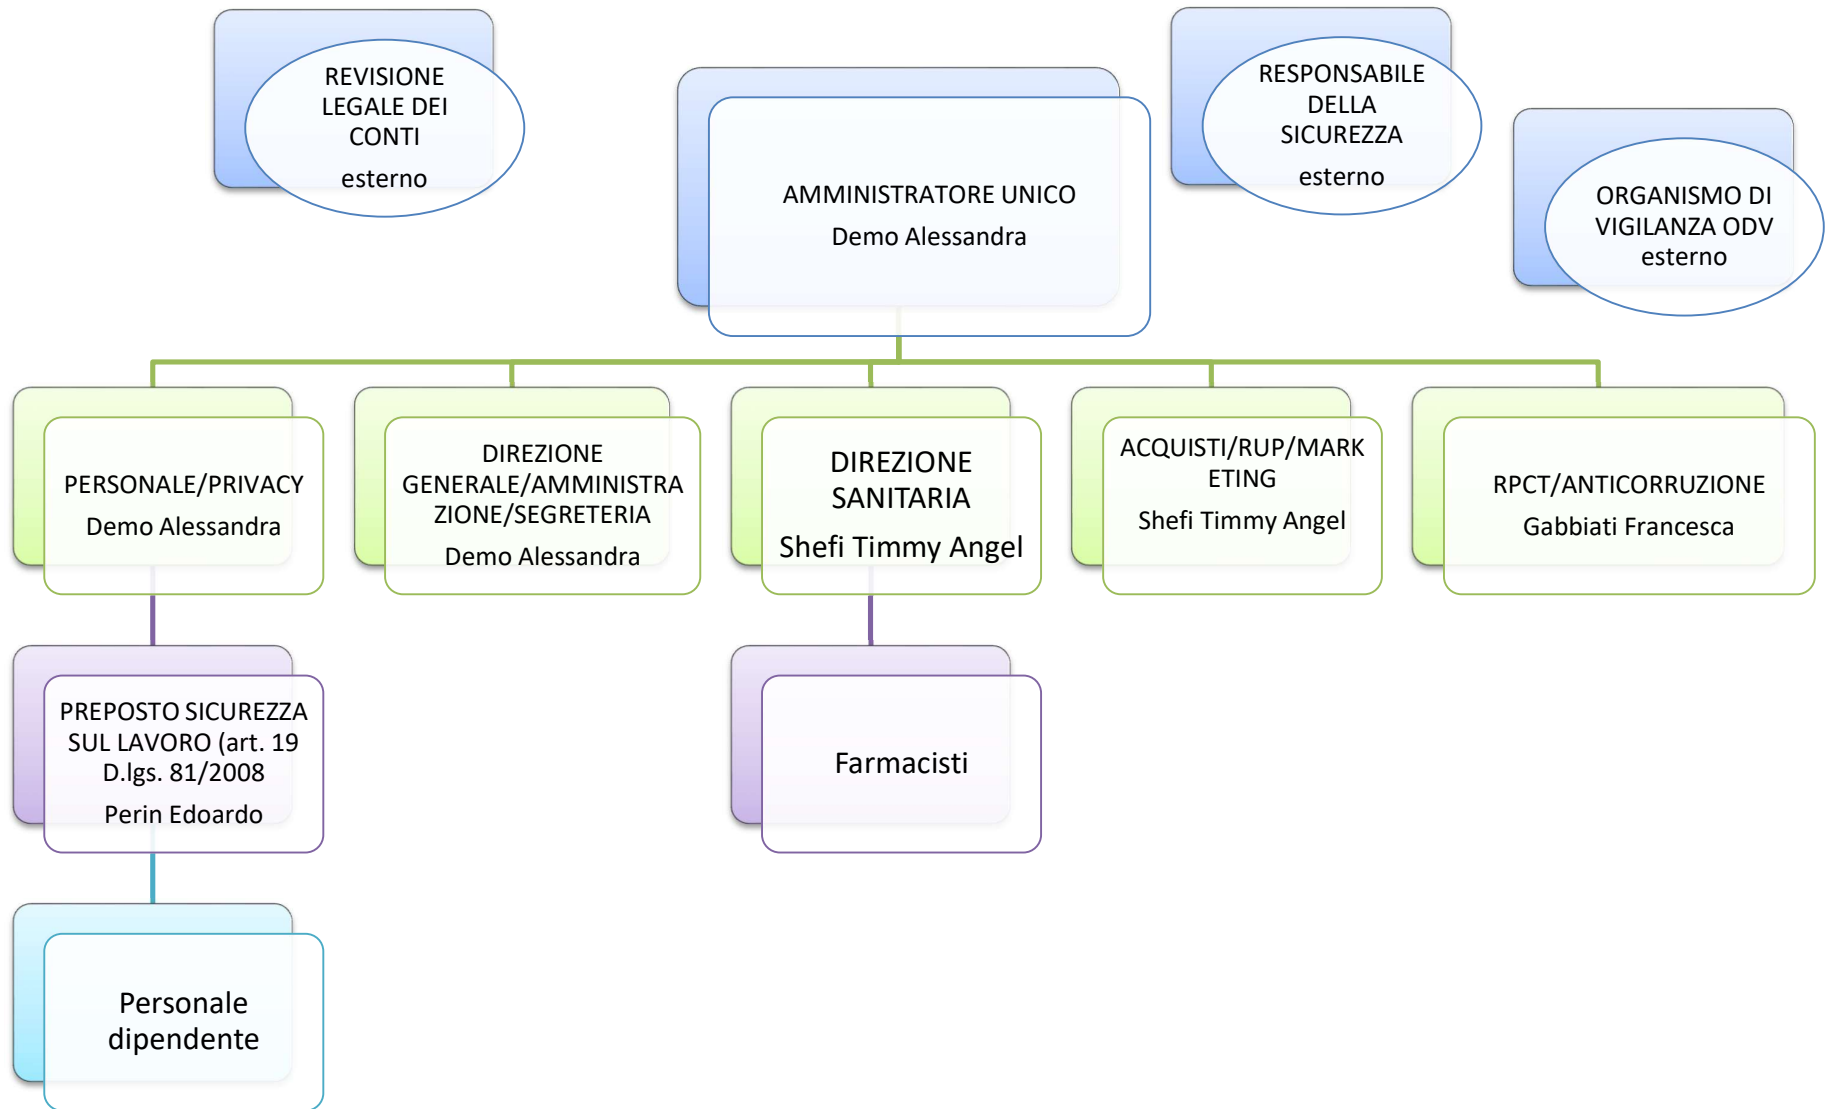 REVISIONE
LEGALE DEI
CONTI
esterno
AMMINISTRATORE UNICO
Demo Alessandra
RESPONSABILE
DELLA
SICUREZZA
esterno
ORGANISMO DI
VIGILANZA ODV
esterno
PERSONALE/PRIVACY
Demo Alessandra
DIREZIONE
GENERALE/AMMINISTRA
ZIONE/SEGRETERIA
Demo Alessandra
DIREZIONE
SANITARIA
Shefi Timmy Angel
ACQUISTI/RUP/MARK
ETING
Shefi Timmy Angel
RPCT/ANTICORRUZIONE
Gabbiati Francesca
PREPOSTO SICUREZZA
SUL LAVORO (art. 19
D.lgs. 81/2008
Perin Edoardo
Farmacisti
Personale
dipendente